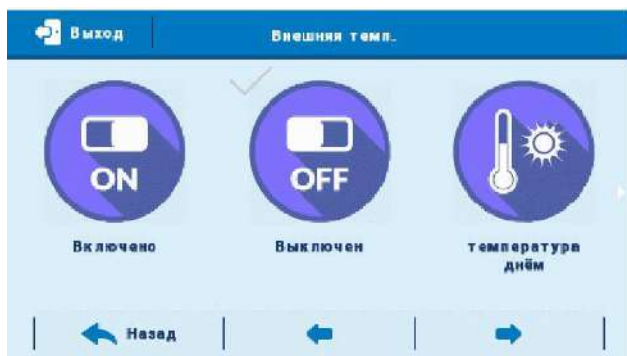 Выход
Внешняя темп.
ON
OFF
Включено
Выключен
температура
днём
Назад